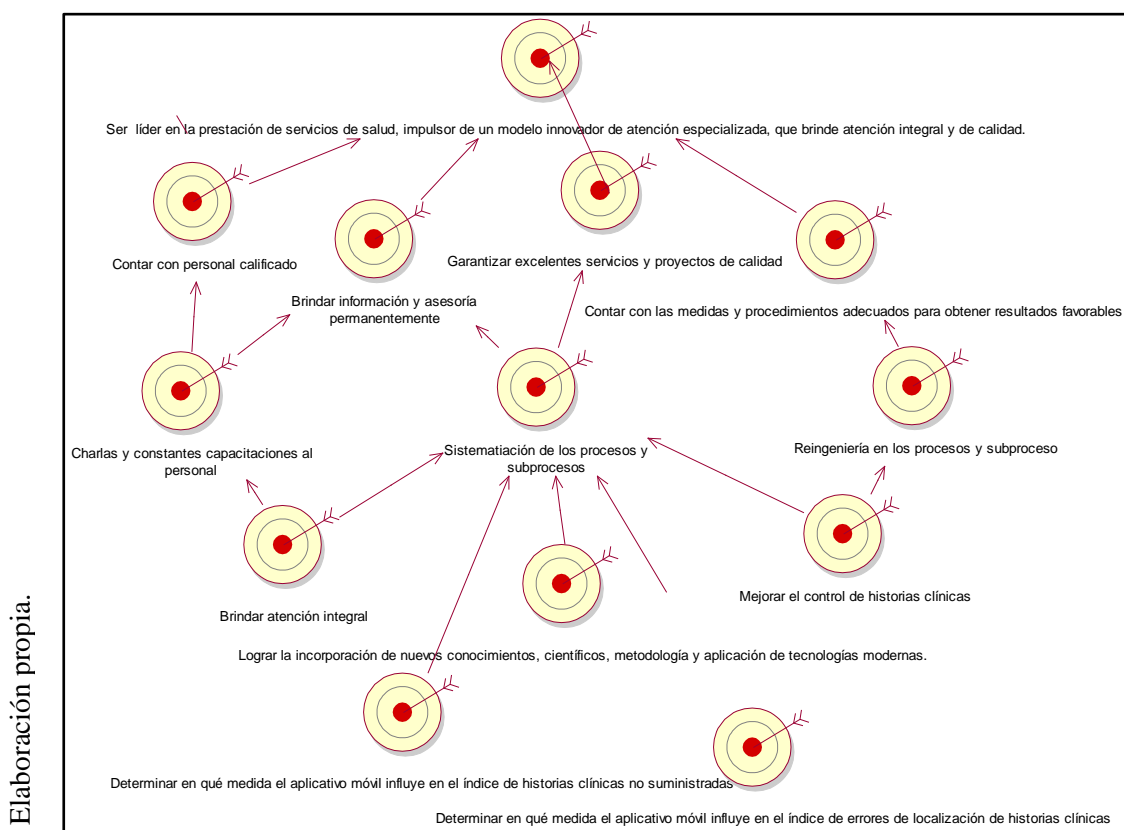 Ser líder en la prestación de servicios de salud, impulsor de un modelo innovador de atención especializada, que brinde atención integral y de calidad.
Contar con personal calificado
Brindar información y asesoría
permanentemente
Garantizar excelentes servicios y proyectos de calidad
Contar con las medidas y procedimientos adecuados para obtener resultados favorables
Charlas y constantes capacitaciones al
personal
Sistematiación de los procesos y
subprocesos
Reingeniería en los procesos y subproceso
Brindar atención integral
Mejorar el control de historias clínicas
Lograr la incorporación de nuevos conocimientos, científicos, metodología y aplicación de tecnologías modernas.
Determinar en qué medida el aplicativo móvil influye en el índice de historias clínicas no suministradas
Determinar en qué medida el aplicativo móvil influye en el índice de errores de localización de historias clínicas
Elaboración propia.